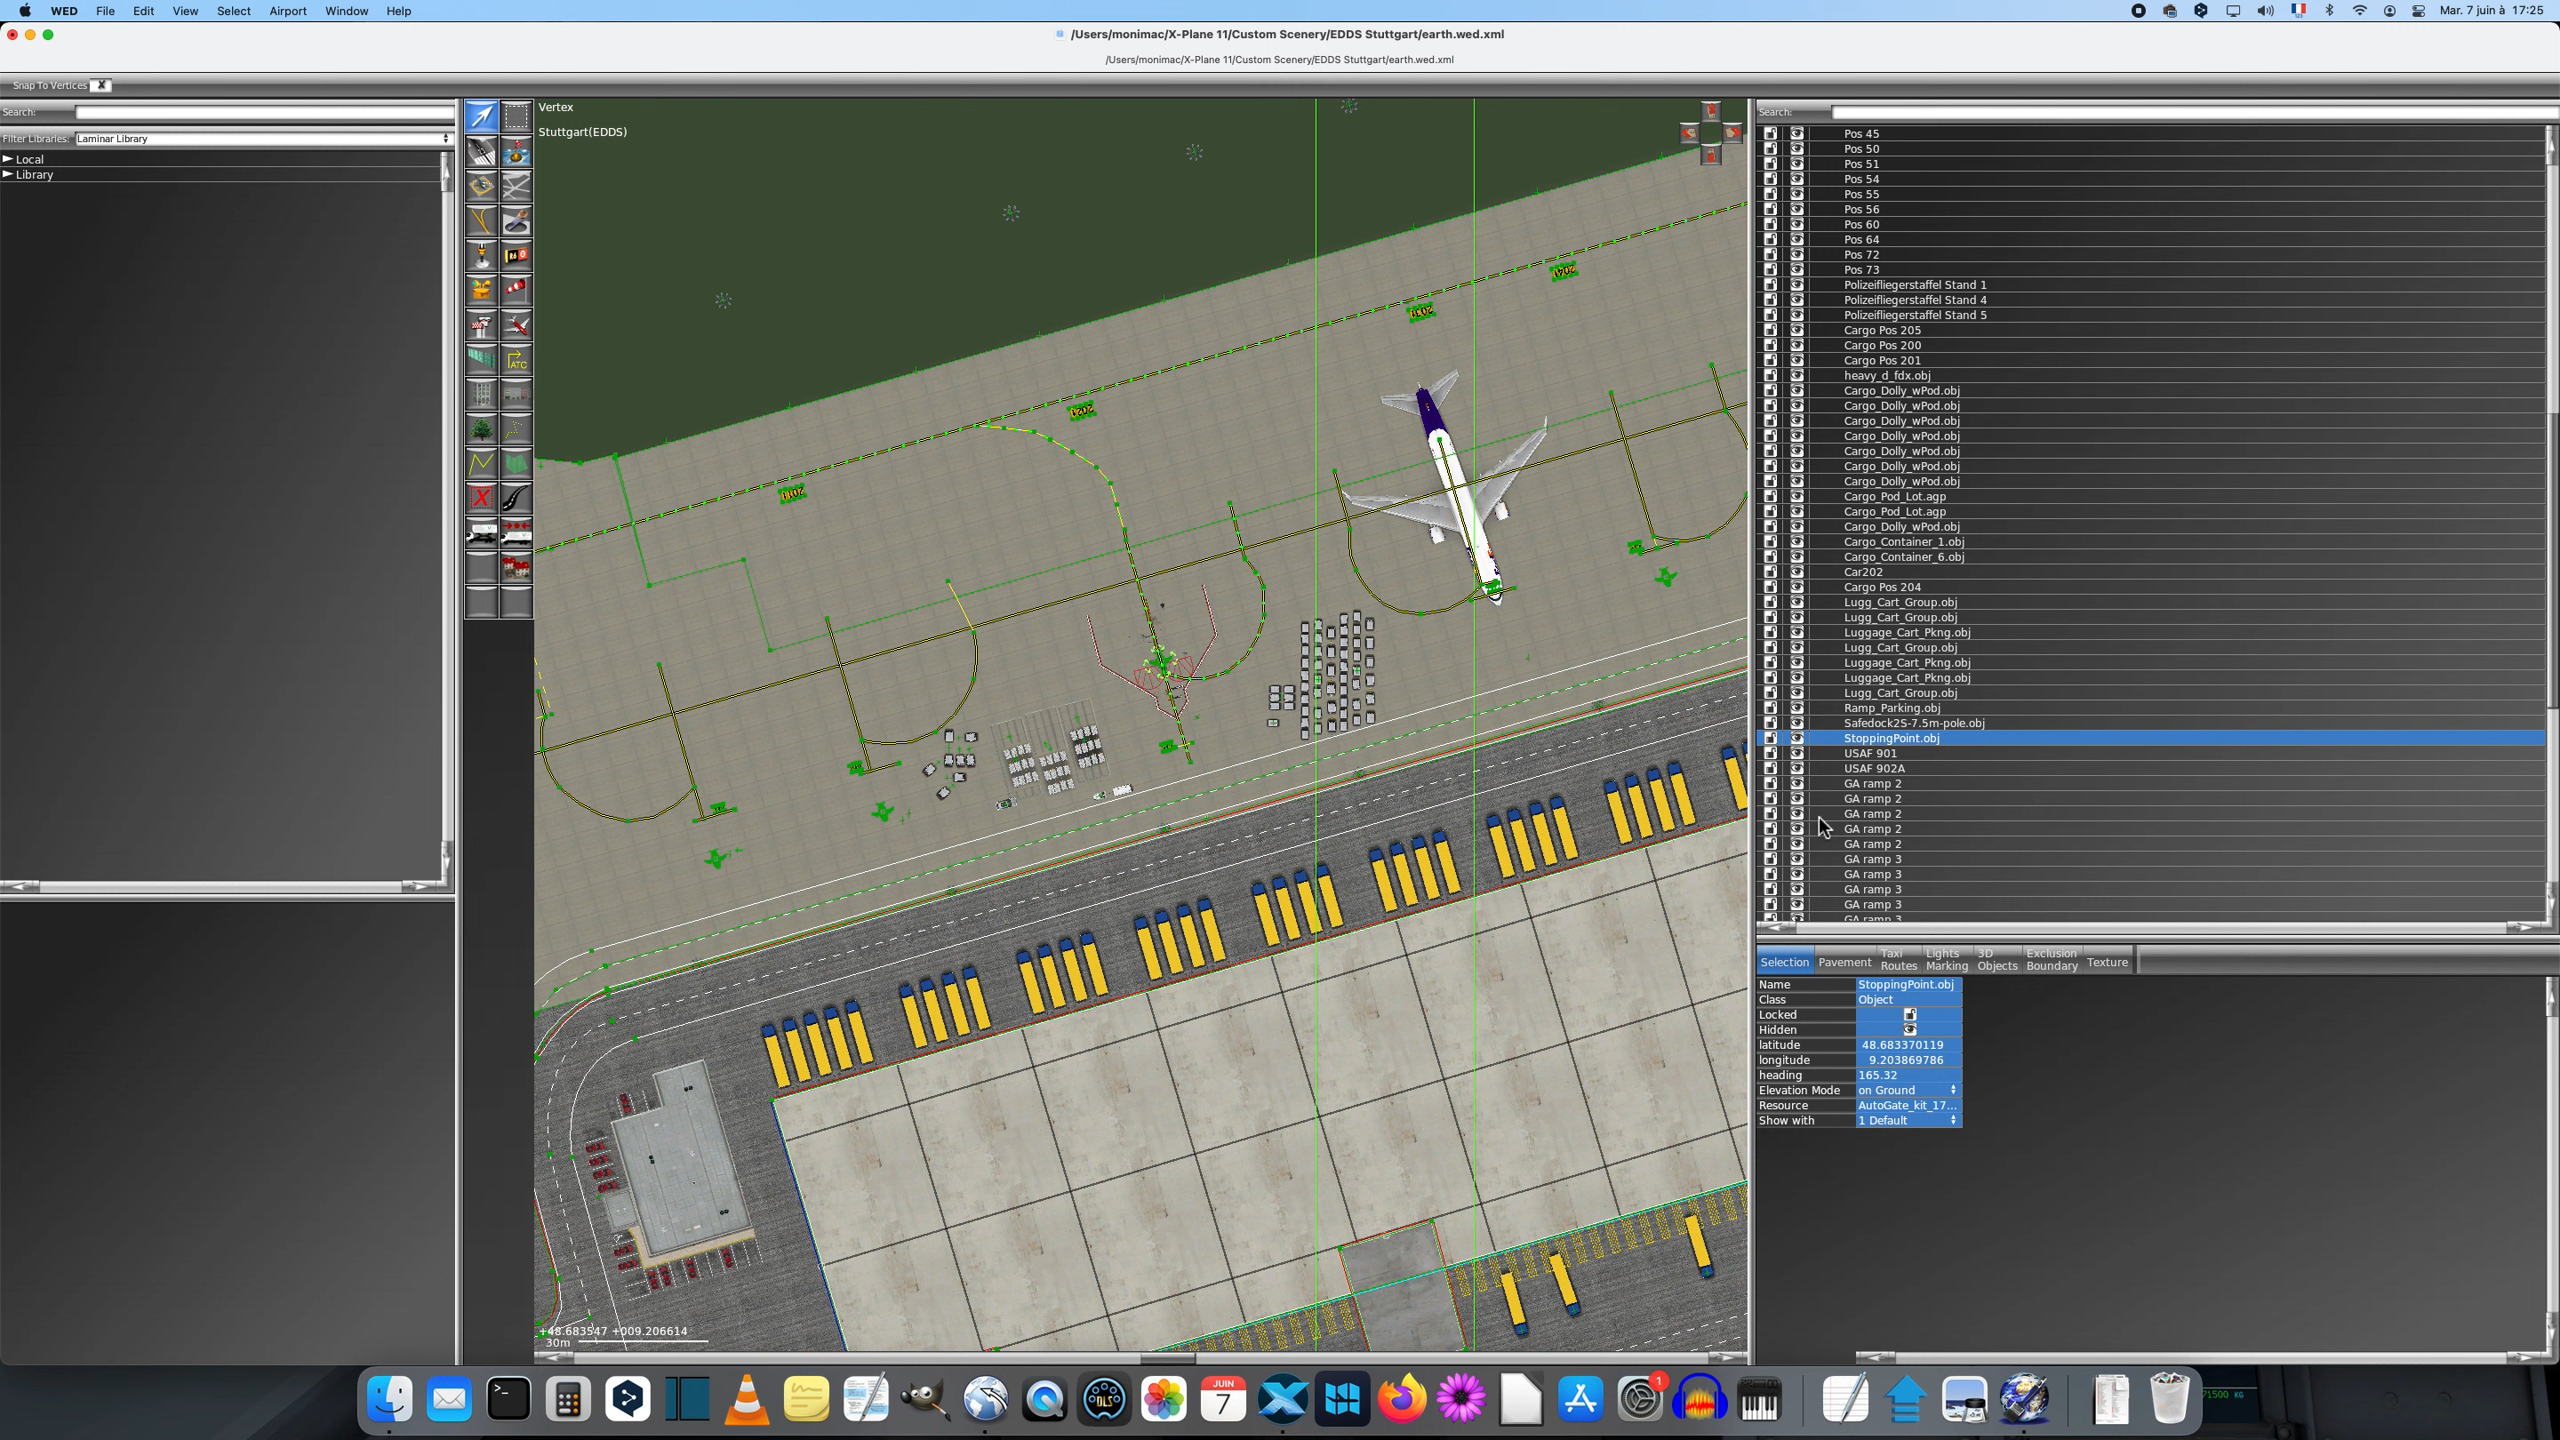 WED File Edit View Select Airport Window Help
Mar. 7 juin à 17:25
/Users/monimac/X-Plane 11/Custom Scenery/EDDS Stuttgart/earth.wed.xml
/Users/monimac/X-Plane 11/Custom Scenery/EDDS Stuttgart/earth.wed.xml
Snap To Vertices
Search:
Filter Libraries: Laminar Library
Local
Library
Vertex
Stuttgart(EDDS)
ATC
+48.683547 +009.206614
30m
Search:
Pos 45
Pos 50
Pos 51
Pos 54
Pos 55
Pos 56
Pos 60
Pos 64
Pos 72
Pos 73
Polizeifliegerstaffel Stand 1
Polizeifliegerstaffel Stand 4
Polizeifliegerstaffel Stand 5
Cargo Pos 205
Cargo Pos 200
Cargo Pos 201
heavy_d_fdx.obj
Cargo_Dolly_wPod.obj
Cargo_Dolly_wPod.obj
Cargo_Dolly_wPod.obj
Cargo_Dolly_wPod.obj
Cargo_Dolly_wPod.obj
Cargo_Dolly_wPod.obj
Cargo_Dolly_wPod.obj
Cargo_Pod_Lot.agp
Cargo_Pod_Lot.agp
Cargo_Dolly_wPod.obj
Cargo_Container_1.obj
Cargo_Container_6.obj
Car202
Cargo Pos 204
Lugg_Cart_Group.obj
Lugg_Cart_Group.obj
Luggage_Cart_Pkng.obj
Lugg_Cart_Group.obj
Luggage_Cart_Pkng.obj
Luggage_Cart_Pkng.obj
Lugg_Cart_Group.obj
Ramp_Parking.obj
Safedock2S-7.5m-pole.obj
StoppingPoint.obj
USAF 901
USAF 902A
GA ramp 2
GA ramp 2
GA ramp 2
GA ramp 2
GA ramp 2
GA ramp 3
GA ramp 3
GA ramp 3
GA ramp 3
GA ramp 3
Selection Pavement Taxi Routes Lights Marking 3D Objects Exclusion Boundary Texture
Name StoppingPoint.obj
Class Object
Locked
Hidden
latitude 48.683370119
longitude 9.203869786
heading 165.32
Elevation Mode on Ground
Resource AutoGate_kit_17...
Show with 1 Default
JUIN
7
DLS
1
71500 KG